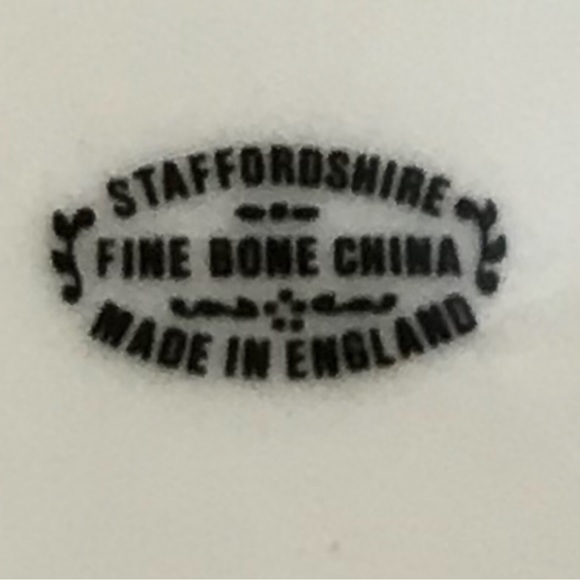 STAFFORDSHIRE
FINE BONE CHINA
MADE IN ENGLAND